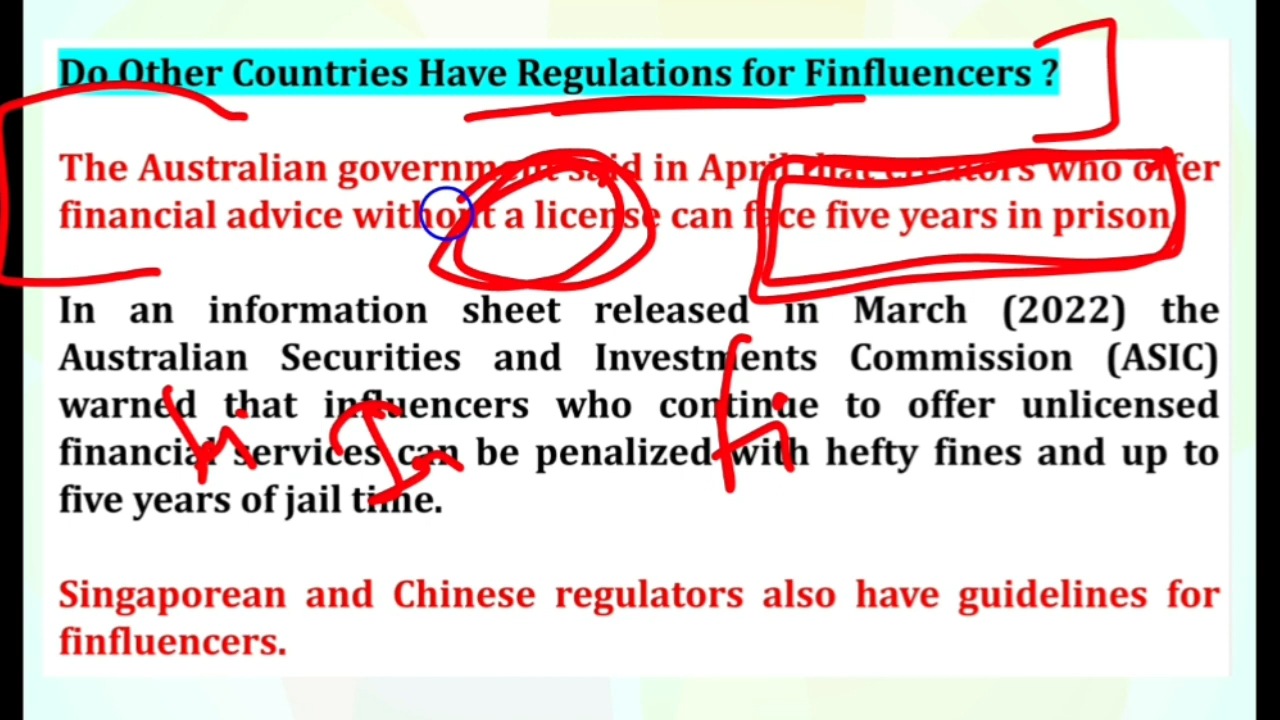 Do Other Countries Have Regulations for Finfluencers ?
The Australian government said in April that creators who offer
financial advice without a license can face five years in prison
In an information sheet released in March (2022) the
Australian Securities and Investments Commission (ASIC)
warned that influencers who continue to offer unlicensed
financial services can be penalized with hefty fines and up to
five years of jail time.
Singaporean and Chinese regulators also have guidelines for
finfluencers.